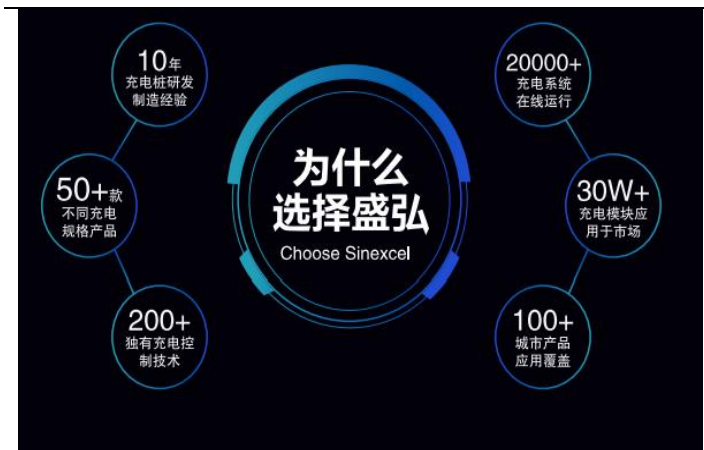 10年
充电桩研发
制造经验
50+款
不同充电
规格产品
200+
独有充电控
制技术
为什么
选择盛弘
Choose Sinexcel
20000+
充电系统
在线运行
30W+
充电模块应
用于市场
100+
城市产品
应用覆盖